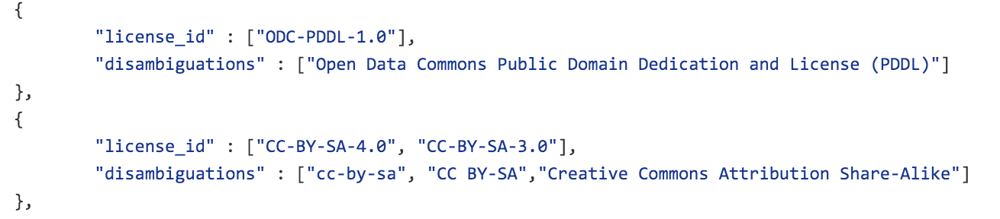 {
"license_id" : ["ODC-PDDL-1.0"],
"disambiguations" : ["Open Data Commons Public Domain Dedication and License (PDDL)"]
},
{
"license_id" : ["CC-BY-SA-4.0", "CC-BY-SA-3.0"],
"disambiguations" : ["cc-by-sa", "CC BY-SA","Creative Commons Attribution Share-Alike"]
},